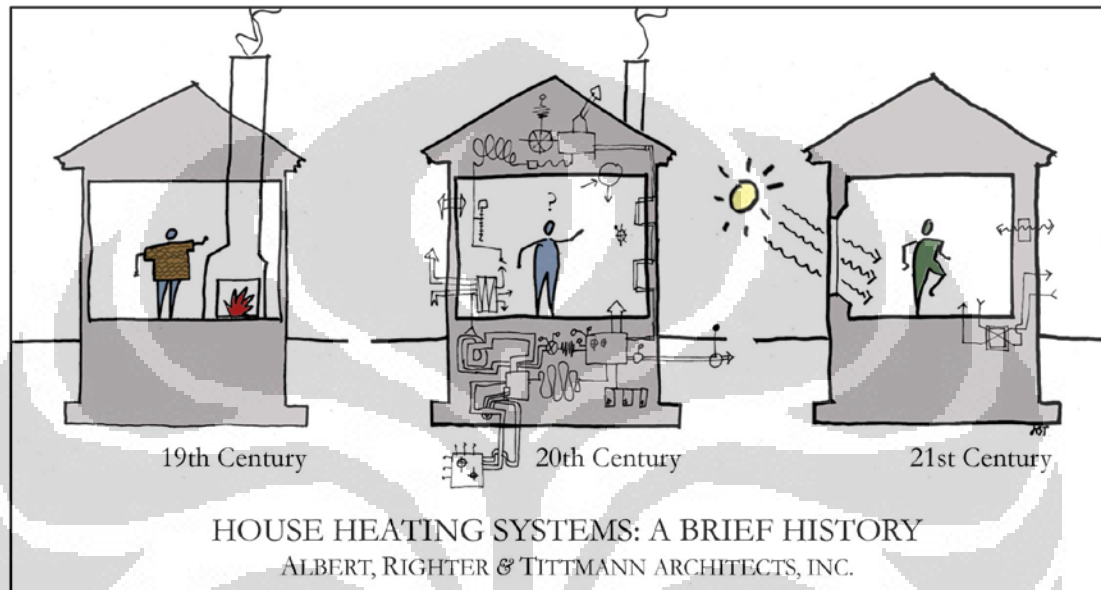 ?
19th Century
20th Century
21st Century
HOUSE HEATING SYSTEMS: A BRIEF HISTORY
ALBERT, RIGHTER & TITTMANN ARCHITECTS, INC.